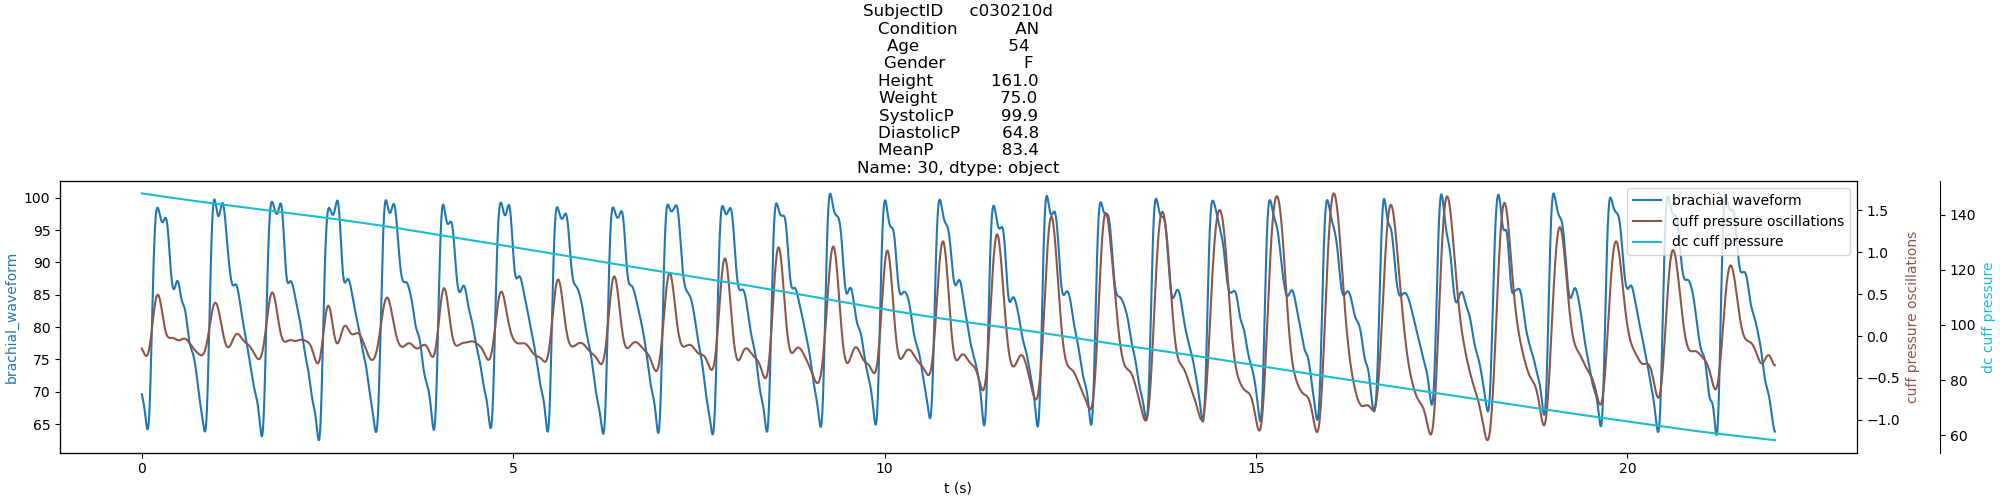 SubjectID c030210d
Condition AN
Age 54
Gender F
Height 161.0
Weight 75.0
SystolicP 99.9
DiastolicP 64.8
MeanP 83.4
Name: 30, dtype: object
brachial_waveform
100
95
90
85
80
75
70
65
brachial waveform
cuff pressure oscillations
dc cuff pressure
1.5
1.0
0.5
0.0
−0.5
−1.0
cuff pressure oscillations
140
120
100
80
60
dc cuff pressure
0 5 10 15 20
t (s)